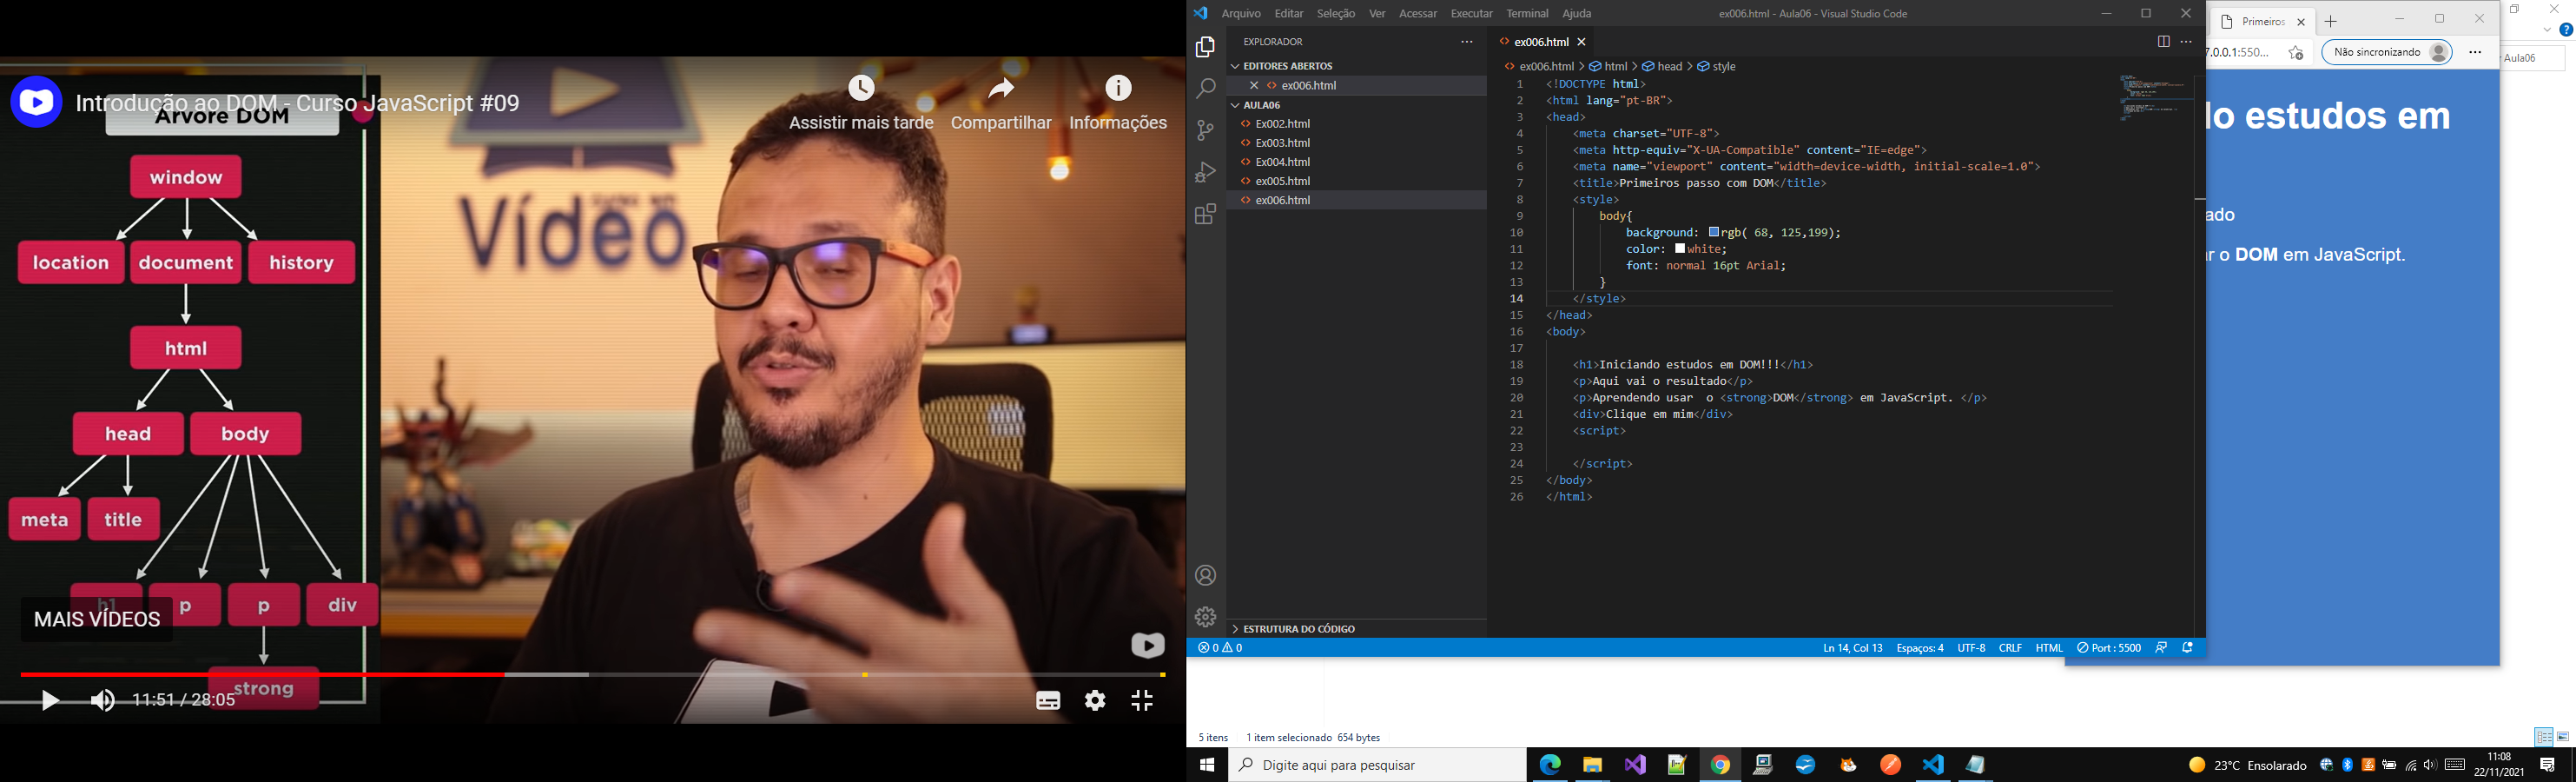 Introdução ao DOM - Curso JavaScript #09
Assistir mais tarde
Compartilhar
Informações
Árvore DOM
window
location
document
history
html
head
body
meta
title
h1
p
p
div
strong
Vídeo
MAIS VÍDEOS
11:51 / 28:05
Arquivo Editar Seleção Ver Acessar Executar Terminal Ajuda
ex006.html - Aula06 - Visual Studio Code
EXPLORADOR
EDITORES ABERTOS
ex006.html
AULA06
Ex002.html
Ex003.html
Ex004.html
ex005.html
ex006.html
ESTRUTURA DO CÓDIGO
ex006.html
ex006.html > html > head > style
1 <!DOCTYPE html>
2 <html lang="pt-BR">
3 <head>
4 <meta charset="UTF-8">
5 <meta http-equiv="X-UA-Compatible" content="IE=edge">
6 <meta name="viewport" content="width=device-width, initial-scale=1.0">
7 <title>Primeiros passo com DOM</title>
8 <style>
9 body{
10 background: rgb( 68, 125,199);
11 color: white;
12 font: normal 16pt Arial;
13 }
14 </style>
15 </head>
16 <body>
17
18 <h1>Iniciando estudos em DOM!!!</h1>
19 <p>Aqui vai o resultado</p>
20 <p>Aprendendo usar  o <strong>DOM</strong> em JavaScript. </p>
21 <div>Clique em mim</div>
22 <script>
23
24 </script>
25 </body>
26 </html>
0 0
Ln 14, Col 13 Espaços: 4 UTF-8 CRLF HTML Port : 5500
Primeiros
7.0.0.1:550...
Não sincronizando
Aula06
do estudos em
ado
ar o DOM em JavaScript.
5 itens 1 item selecionado 654 bytes
Digite aqui para pesquisar
23°C Ensolarado
11:08
22/11/2021